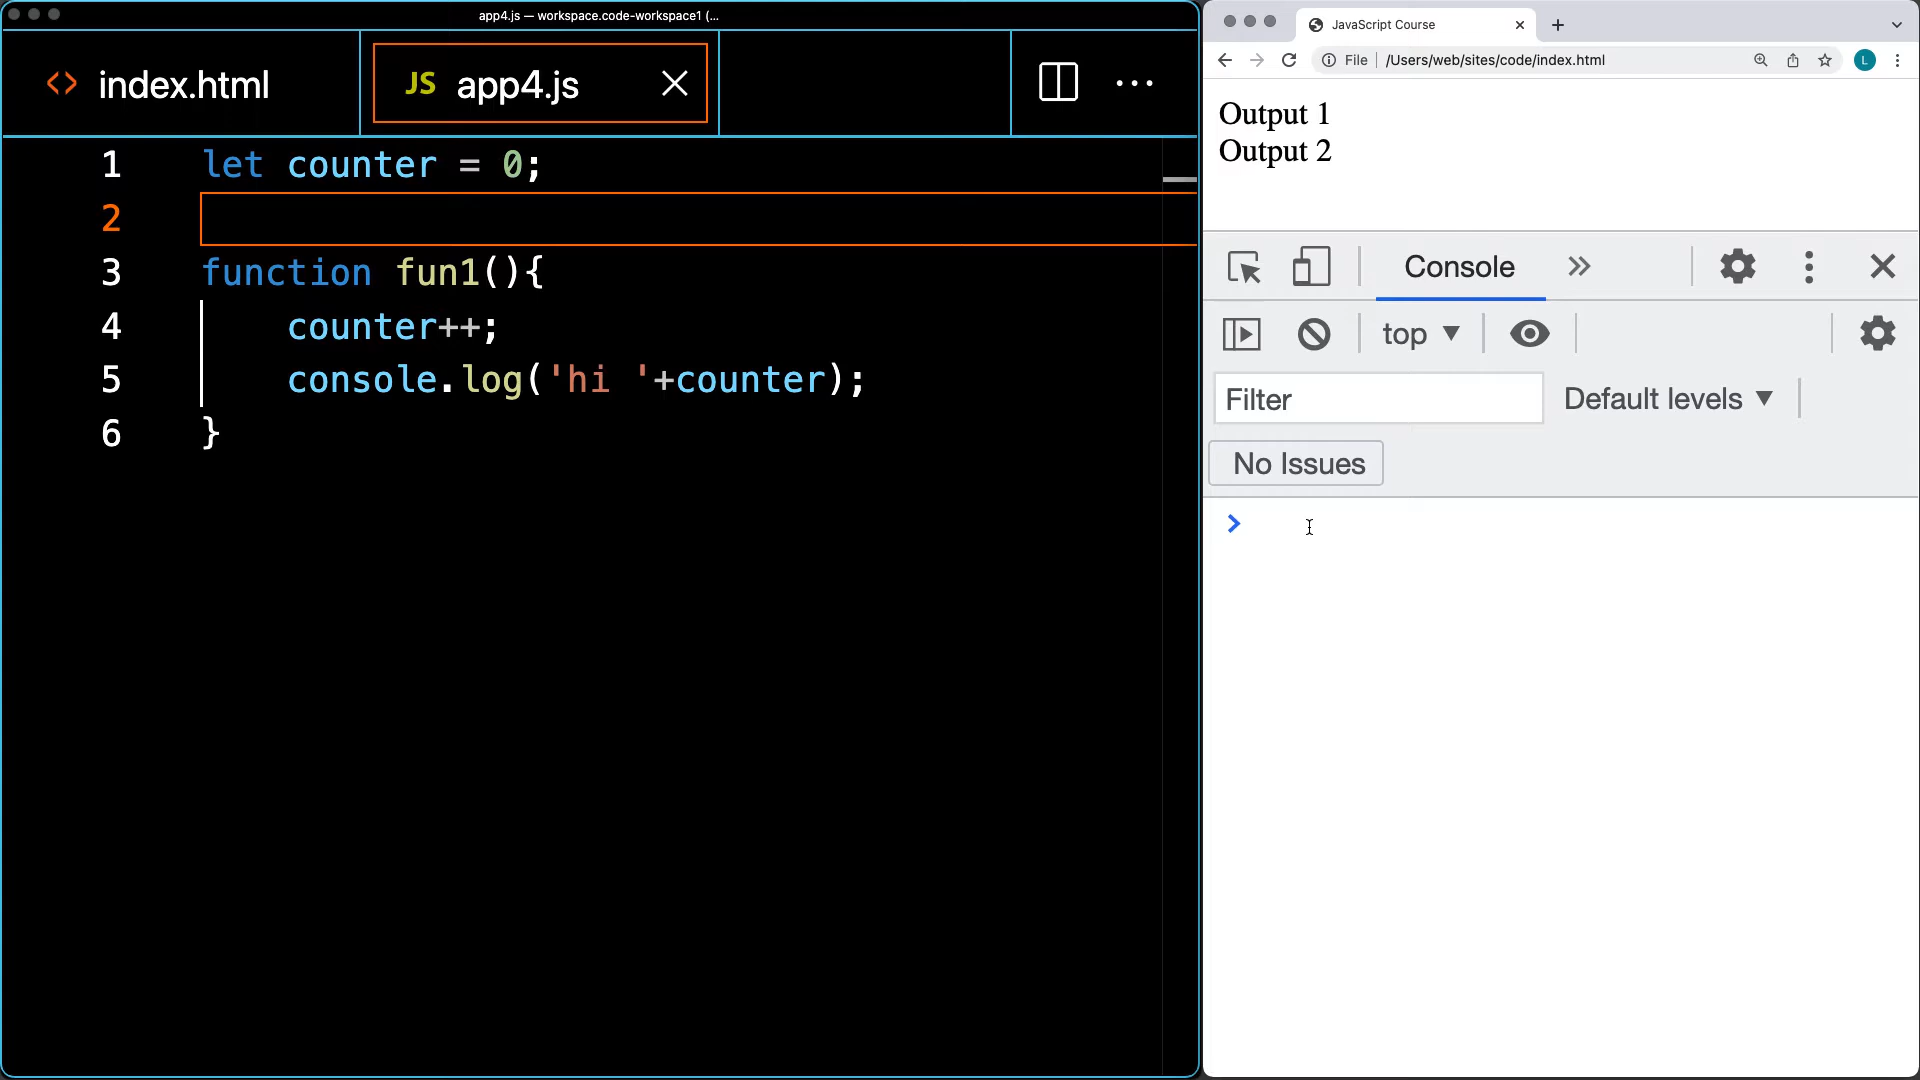 app4.js — workspace.code-workspace1 (...
<> index.html
JS app4.js
1 let counter = 0;
2
3 function fun1(){
4 counter++;
5 console.log('hi '+counter);
6 }
JavaScript Course
File /Users/web/sites/code/index.html
L
Output 1
Output 2
Console
top
Filter
Default levels
No Issues